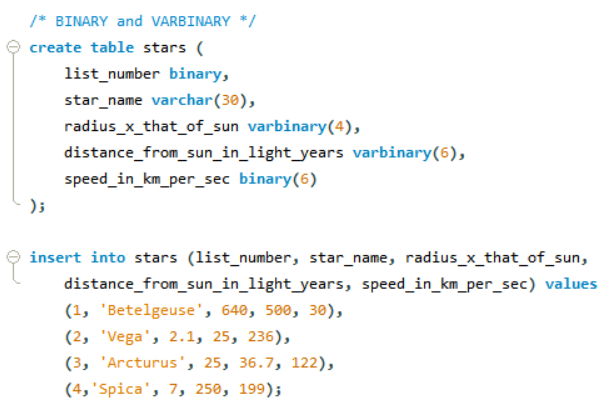 /* BINARY and VARBINARY */
create table stars (
list_number binary,
star_name varchar(30),
radius_x_that_of_sun varbinary(4),
distance_from_sun_in_light_years varbinary(6),
speed_in_km_per_sec binary(6)
);
insert into stars (list_number, star_name, radius_x_that_of_sun,
distance_from_sun_in_light_years, speed_in_km_per_sec) values
(1, 'Betelgeuse', 640, 500, 30),
(2, 'Vega', 2.1, 25, 236),
(3, 'Arcturus', 25, 36.7, 122),
(4,'Spica', 7, 250, 199);